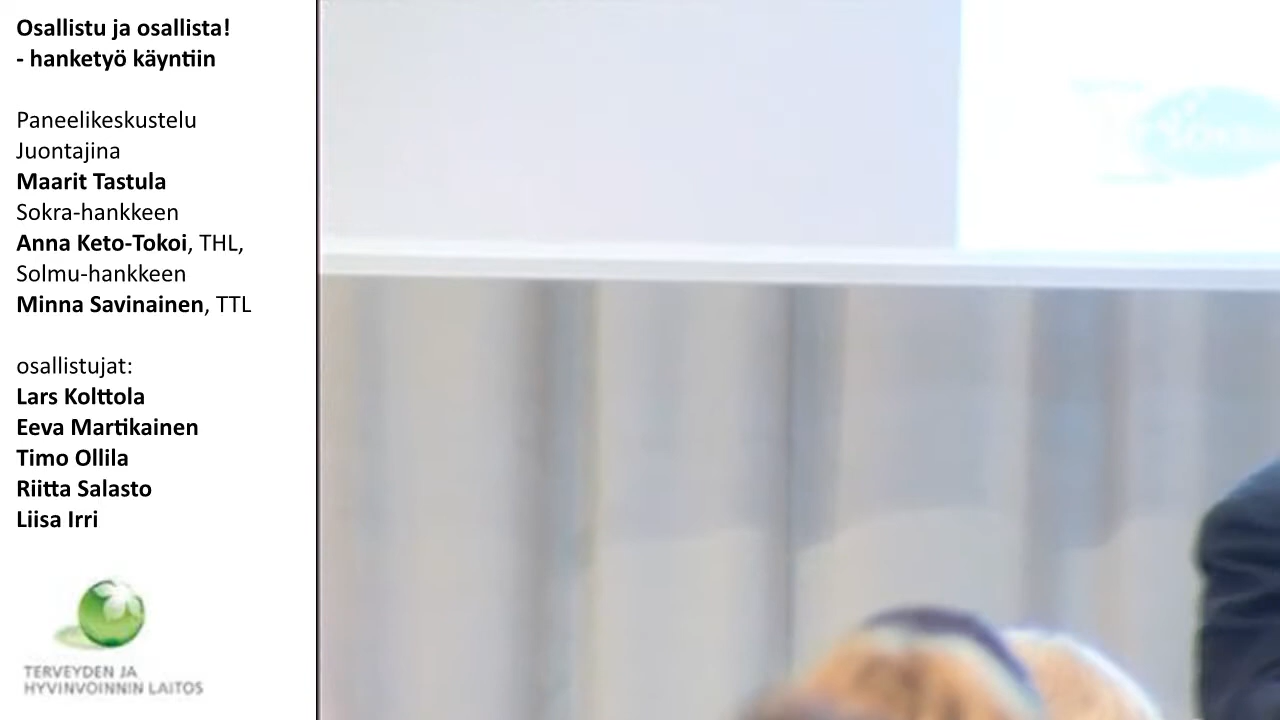 Osallistu ja osallista!
- hanketyö käyntiin
Paneelikeskustelu
Juontajina
Maarit Tastula
Sokra-hankkeen
Anna Keto-Tokoi, THL,
Solmu-hankkeen
Minna Savinainen, TTL
osallistujat:
Lars Kolttola
Eeva Martikainen
Timo Ollila
Riitta Salasto
Liisa Irri
TERVEYDEN JA
HYVINVOINNIN LAITOS